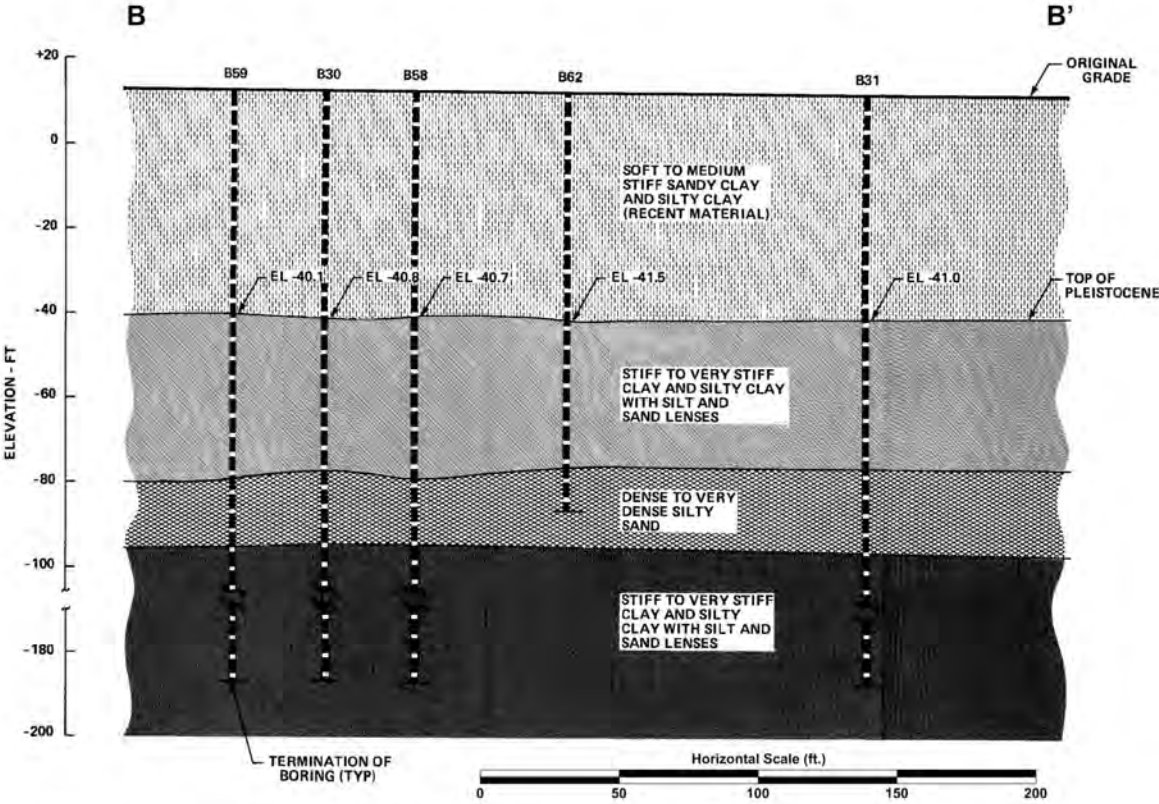 B
B'
+20
B59
B30
B58
B62
B31
ORIGINAL
GRADE
0
SOFT TO MEDIUM
STIFF SANDY CLAY
AND SILTY CLAY
(RECENT MATERIAL)
-20
EL -40.1
EL -40.8
EL -40.7
EL -41.5
EL -41.0
TOP OF
PLEISTOCENE
-40
ELEVATION - FT
STIFF TO VERY STIFF
CLAY AND SILTY CLAY
WITH SILT AND
SAND LENSES
-60
-80
DENSE TO VERY
DENSE SILTY
SAND
-100
STIFF TO VERY STIFF
CLAY AND SILTY
CLAY WITH SILT AND
SAND LENSES
-180
-200
TERMINATION OF
BORING (TYP)
Horizontal Scale (ft.)
0 50 100 150 200